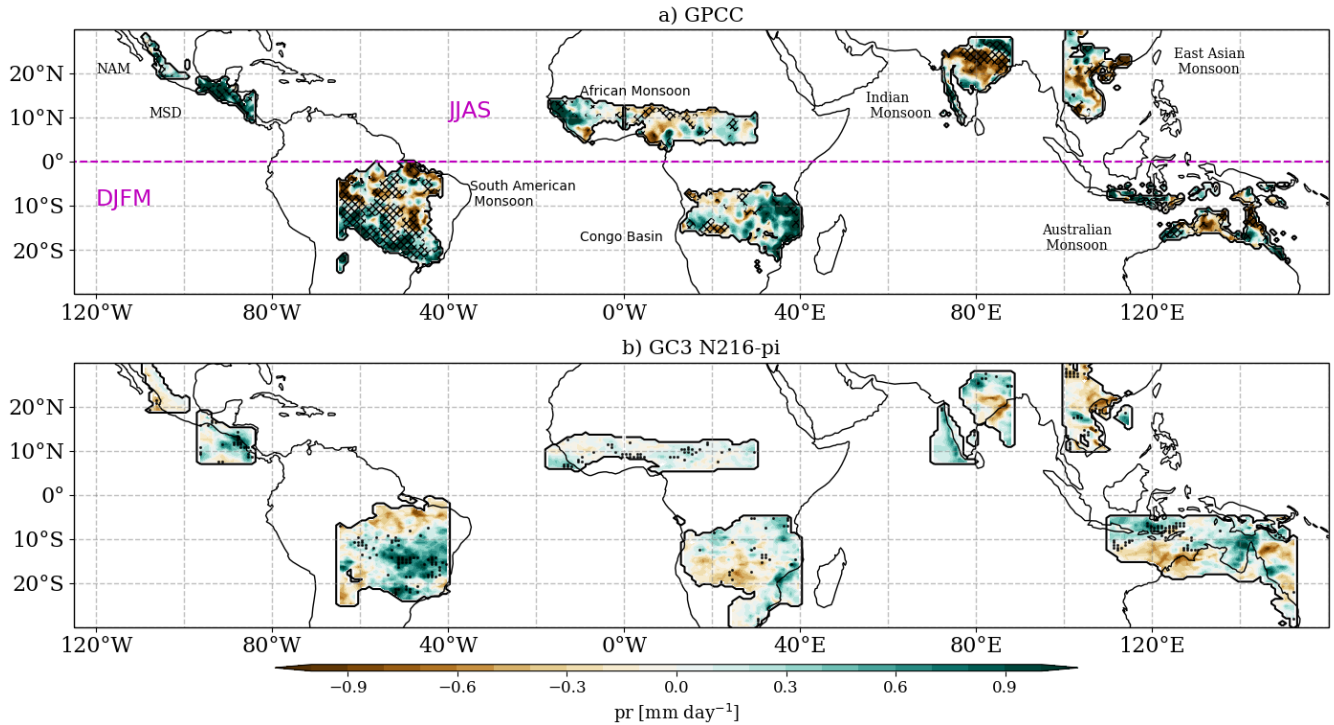 a) GPCC
20°N
10°N
0°
10°S
20°S
NAM
MSD
JJAS
DJFM
African Monsoon
South American
Monsoon
Congo Basin
Indian
Monsoon
East Asian
Monsoon
Australian
Monsoon
120°W 80°W 40°W 0°W 40°E 80°E 120°E
b) GC3 N216-pi
20°N
10°N
0°
10°S
20°S
120°W 80°W 40°W 0°W 40°E 80°E 120°E
−0.9 −0.6 −0.3 0.0 0.3 0.6 0.9
pr [mm day⁻¹]